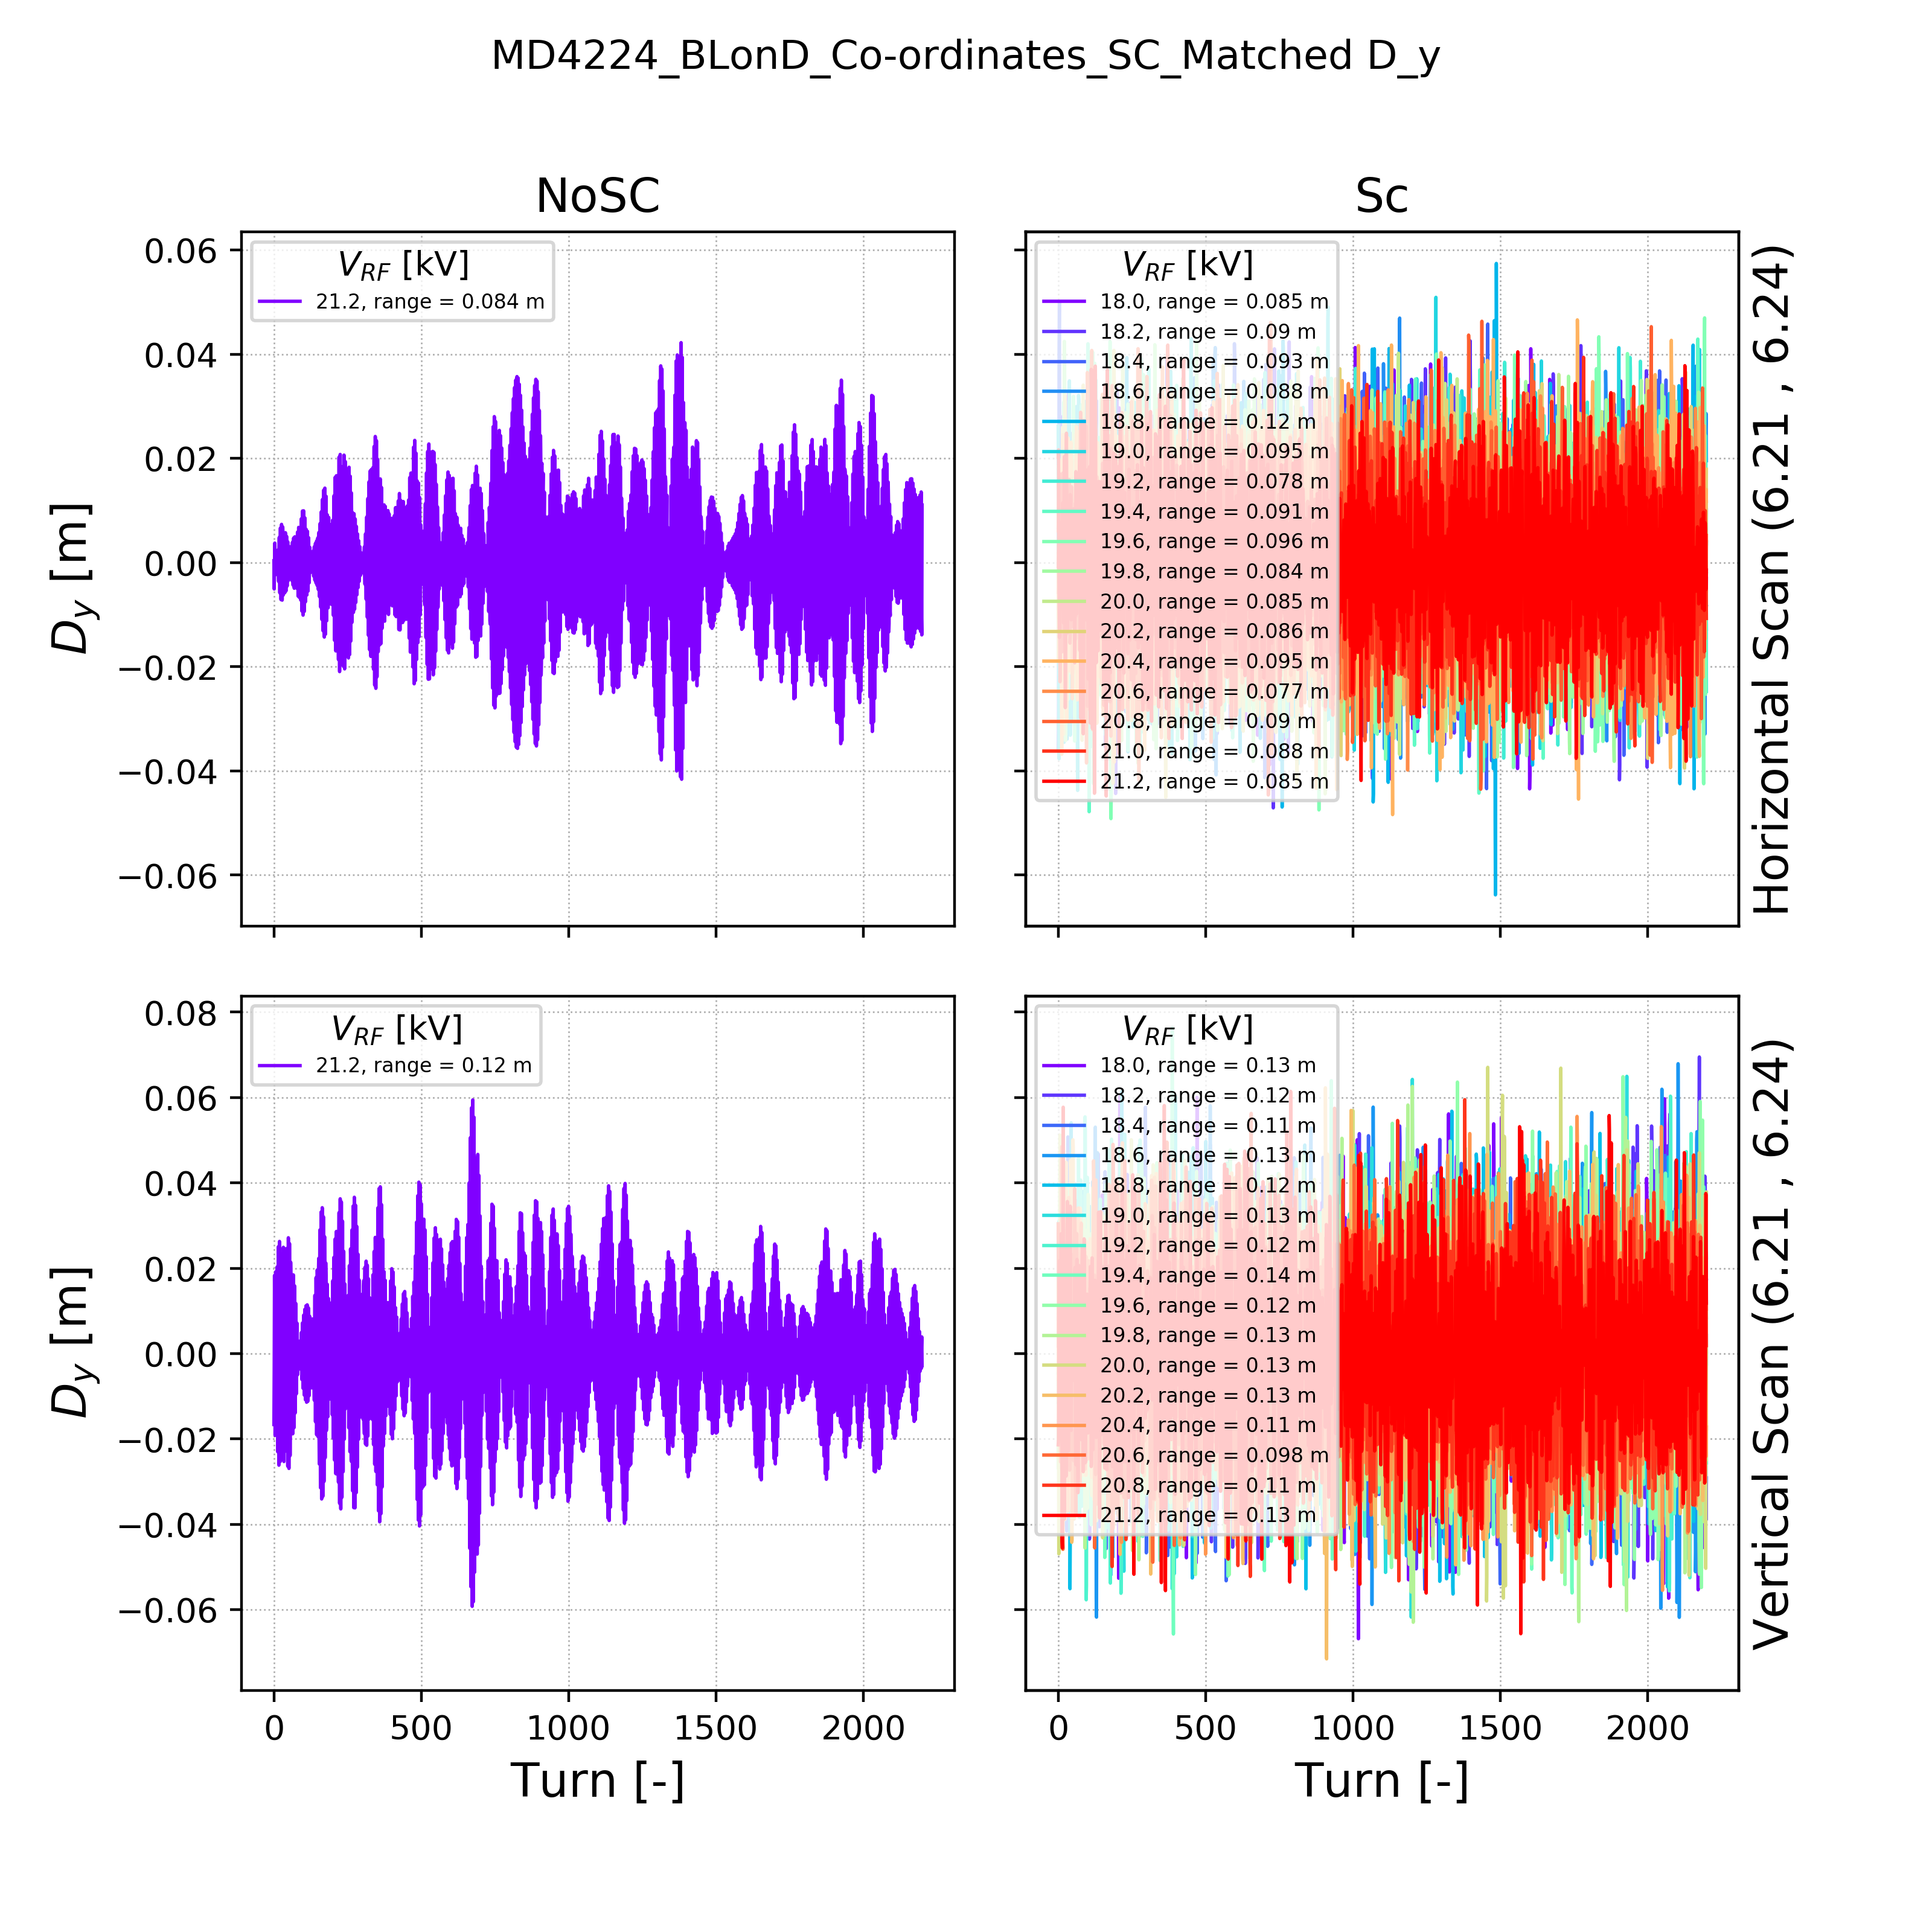 MD4224_BLonD_Co-ordinates_SC_Matched D_y
NoSC
Sc
0.06
0.04
0.02
0.00
−0.02
−0.04
−0.06
D_y [m]
V_RF [kV]
21.2, range = 0.084 m
V_RF [kV]
18.0, range = 0.085 m
18.2, range = 0.09 m
18.4, range = 0.093 m
18.6, range = 0.088 m
18.8, range = 0.12 m
19.0, range = 0.095 m
19.2, range = 0.078 m
19.4, range = 0.091 m
19.6, range = 0.096 m
19.8, range = 0.084 m
20.0, range = 0.085 m
20.2, range = 0.086 m
20.4, range = 0.095 m
20.6, range = 0.077 m
20.8, range = 0.09 m
21.0, range = 0.088 m
21.2, range = 0.085 m
Horizontal Scan (6.21 , 6.24)
0.08
0.06
0.04
0.02
0.00
−0.02
−0.04
−0.06
D_y [m]
V_RF [kV]
21.2, range = 0.12 m
V_RF [kV]
18.0, range = 0.13 m
18.2, range = 0.12 m
18.4, range = 0.11 m
18.6, range = 0.13 m
18.8, range = 0.12 m
19.0, range = 0.13 m
19.2, range = 0.12 m
19.4, range = 0.14 m
19.6, range = 0.12 m
19.8, range = 0.13 m
20.0, range = 0.13 m
20.2, range = 0.13 m
20.4, range = 0.11 m
20.6, range = 0.098 m
20.8, range = 0.11 m
21.2, range = 0.13 m
Vertical Scan (6.21 , 6.24)
0 500 1000 1500 2000
Turn [-]
0 500 1000 1500 2000
Turn [-]